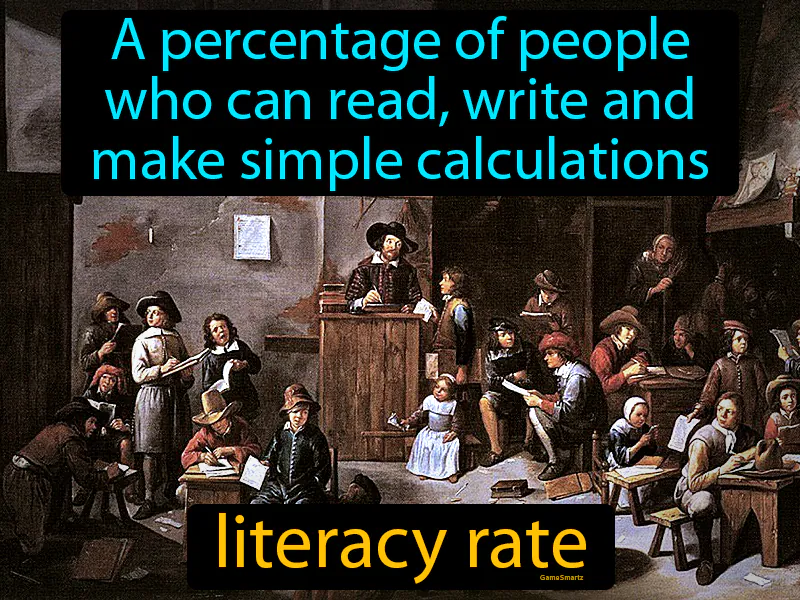 A percentage of people
who can read, write and
make simple calculations
literacy rate
GameSmartz